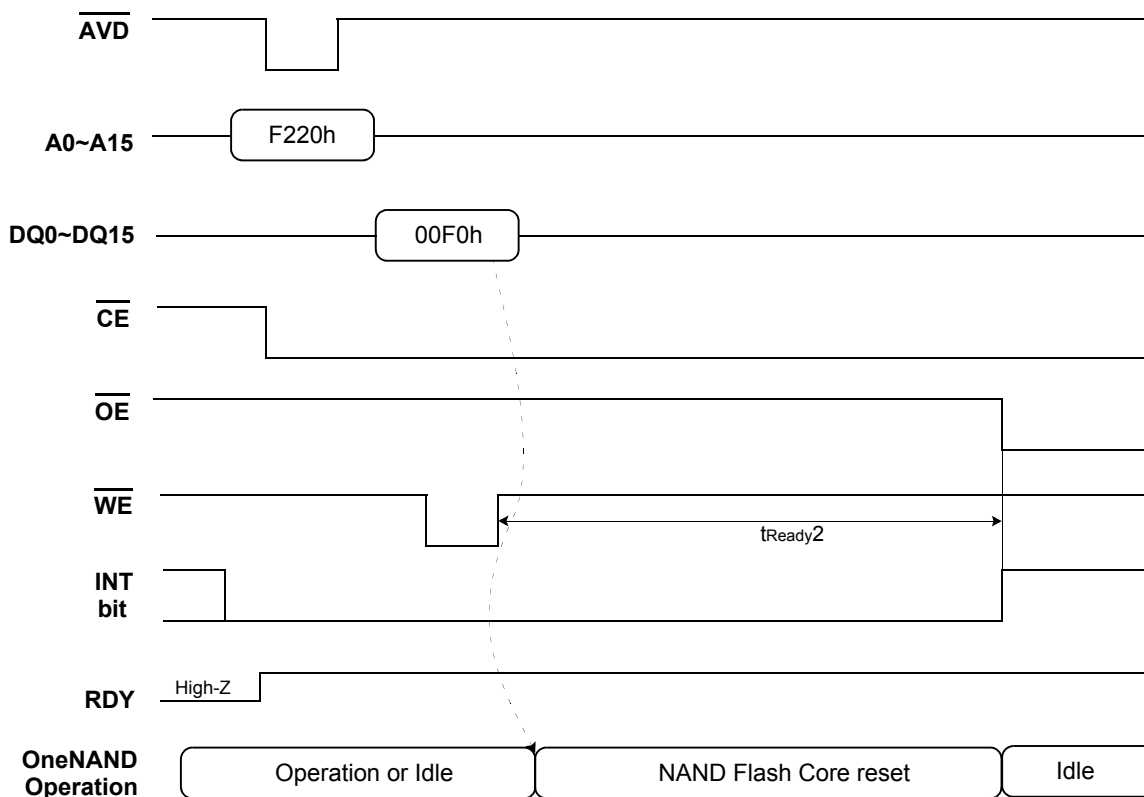 AVD
A0~A15
F220h
DQ0~DQ15
00F0h
CE
OE
WE
tReady2
INT
bit
High-Z
RDY
OneNAND
Operation
Operation or Idle
NAND Flash Core reset
Idle